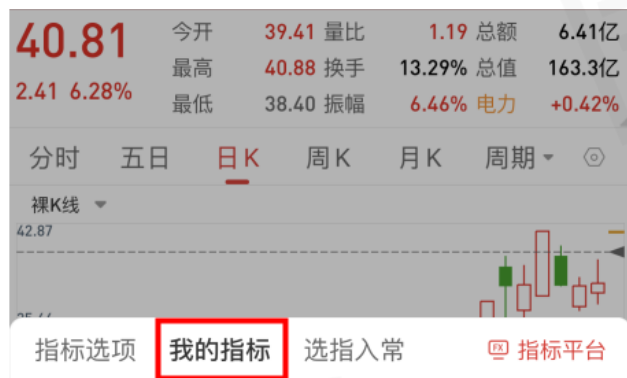 40.81 今开 39.41 量比 1.19 总额 6.41亿
最高 40.88 换手 13.29% 总值 163.3亿
2.41 6.28% 最低 38.40 振幅 6.46% 电力 +0.42%
分时 五日 日K 周K 月K 周期
裸K线
42.87
指标选项 我的指标 选指入常 FX 指标平台